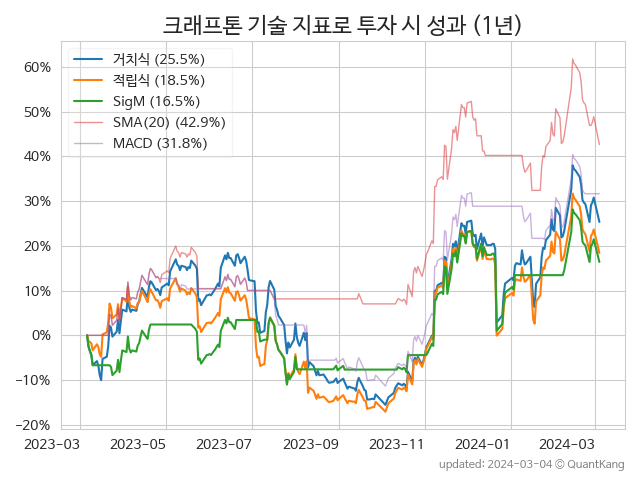 크래프톤 기술 지표로 투자 시 성과 (1년)
거치식 (25.5%)
적립식 (18.5%)
SigM (16.5%)
SMA(20) (42.9%)
MACD (31.8%)
60%
50%
40%
30%
20%
10%
0%
−10%
−20%
2023-03 2023-05 2023-07 2023-09 2023-11 2024-01 2024-03
updated: 2024-03-04 © QuantKang